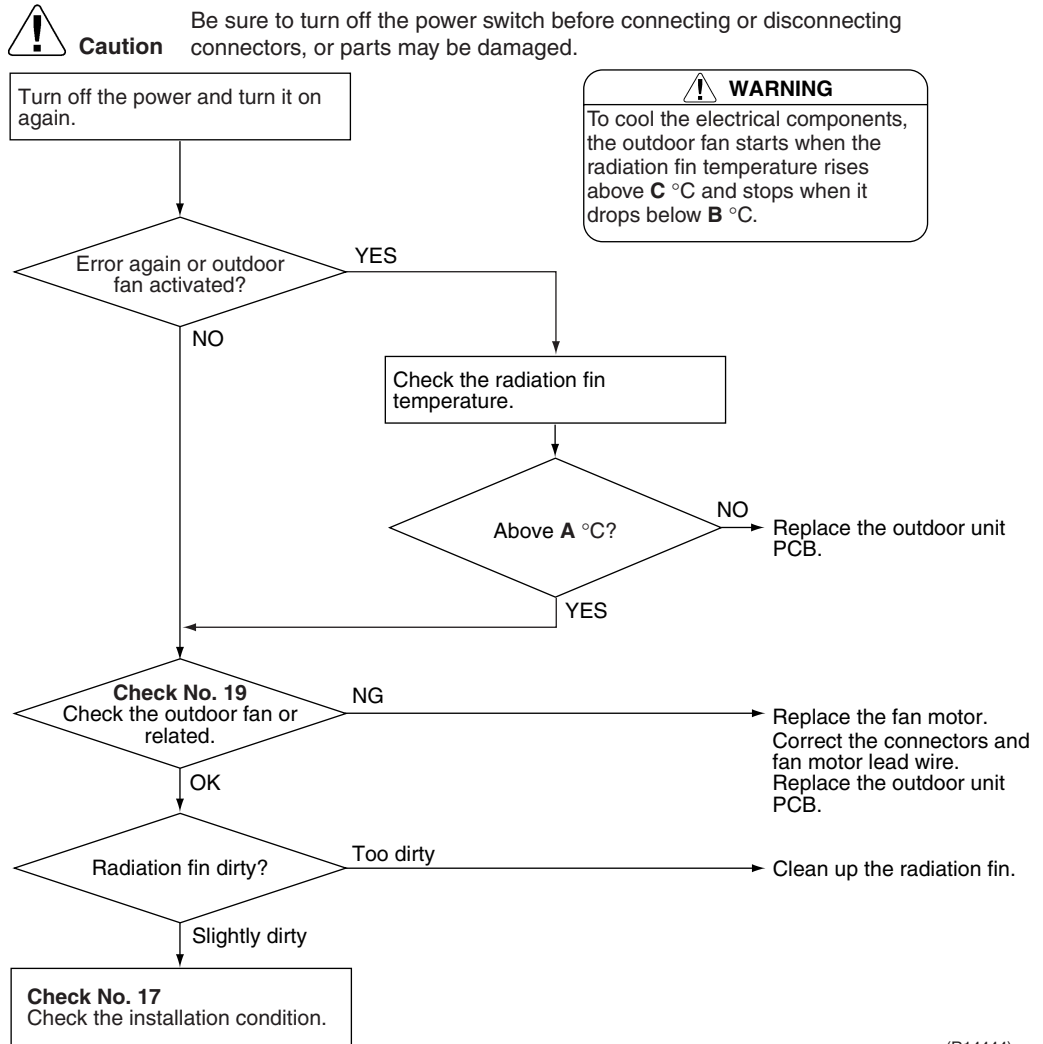 Be sure to turn off the power switch before connecting or disconnecting
Caution connectors, or parts may be damaged.
Turn off the power and turn it on
again.
WARNING
To cool the electrical components,
the outdoor fan starts when the
radiation fin temperature rises
above C °C and stops when it
drops below B °C.
Error again or outdoor
fan activated?
YES
NO
Check the radiation fin
temperature.
Above A °C?
NO
Replace the outdoor unit
PCB.
YES
Check No. 19
Check the outdoor fan or
related.
NG
Replace the fan motor.
Correct the connectors and
fan motor lead wire.
Replace the outdoor unit
PCB.
OK
Radiation fin dirty?
Too dirty
Clean up the radiation fin.
Slightly dirty
Check No. 17
Check the installation condition.